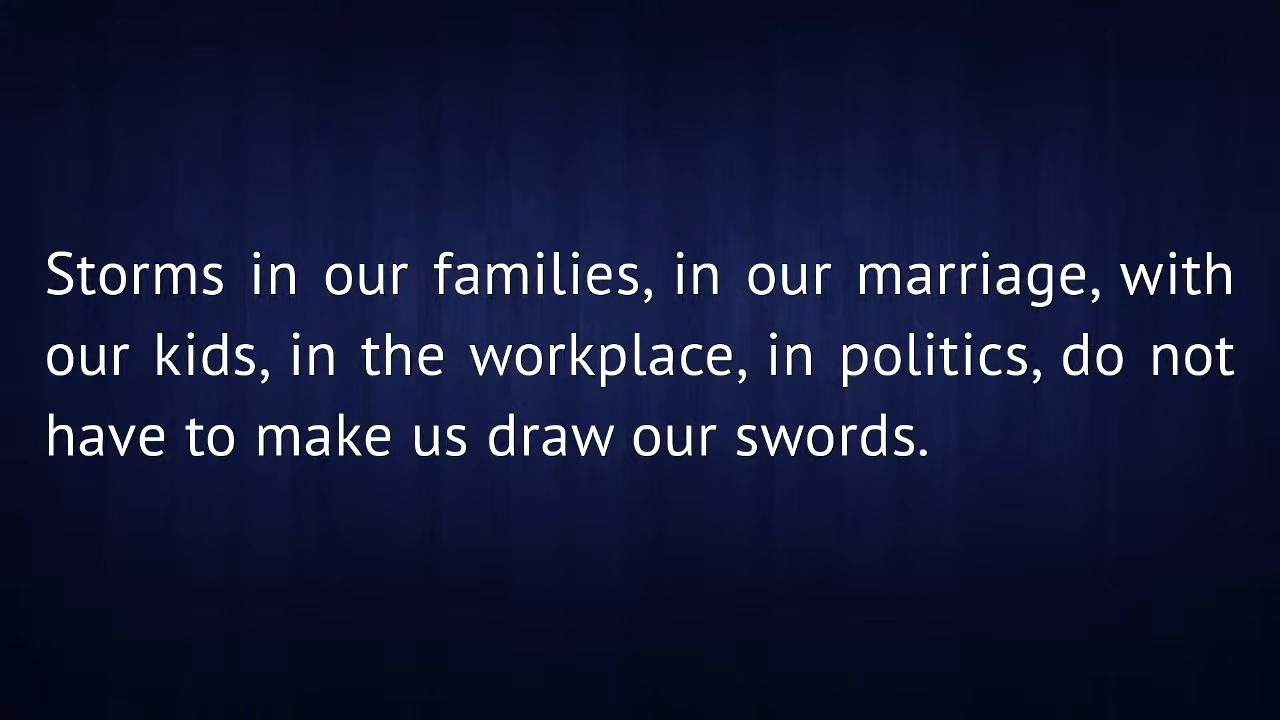 Storms in our families, in our marriage, with
our kids, in the workplace, in politics, do not
have to make us draw our swords.